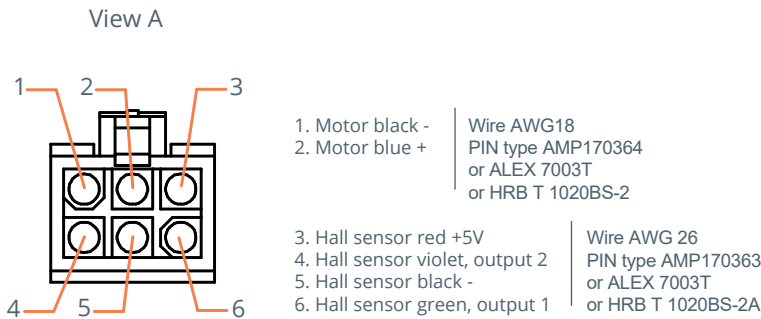 View A
1
2
3
4
5
6
1. Motor black -
2. Motor blue +
Wire AWG18
PIN type AMP170364
or ALEX 7003T
or HRB T 1020BS-2
3. Hall sensor red +5V
4. Hall sensor violet, output 2
5. Hall sensor black -
6. Hall sensor green, output 1
Wire AWG 26
PIN type AMP170363
or ALEX 7003T
or HRB T 1020BS-2A